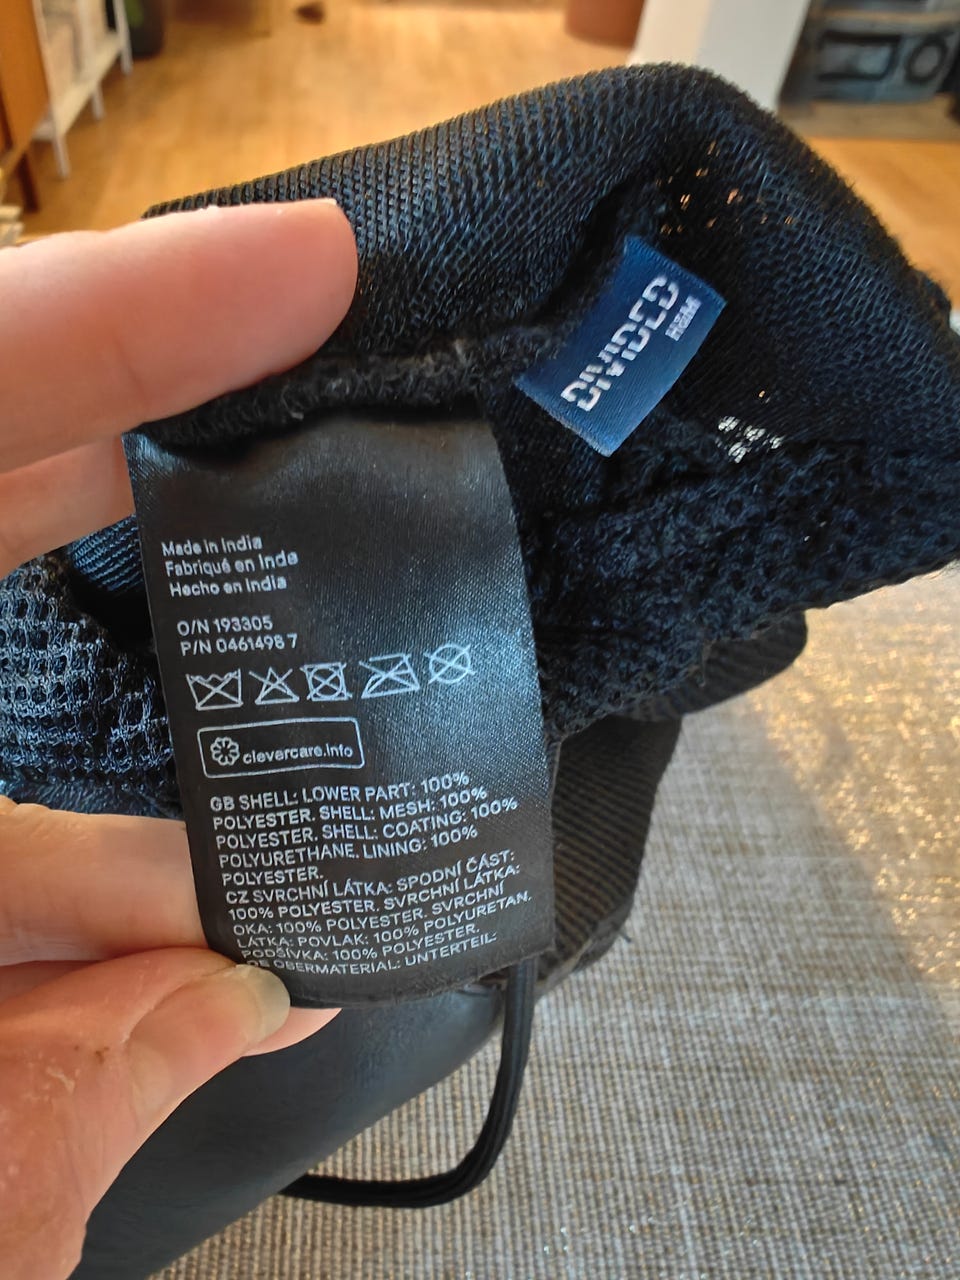 DIVIDED
H&M
Made in India
Fabriqué en Inde
Hecho en India
O/N 193305
P/N 0461498 7
clevercare.info
GB SHELL: LOWER PART: 100%
POLYESTER. SHELL: MESH: 100%
POLYESTER. SHELL: COATING: 100%
POLYURETHANE. LINING: 100%
POLYESTER.
CZ SVRCHNÍ LÁTKA: SPODNÍ ČÁST:
100% POLYESTER. SVRCHNÍ LÁTKA:
OKA: 100% POLYESTER. SVRCHNÍ
LÁTKA: POVLAK: 100% POLYURETAN.
PODŠÍVKA: 100% POLYESTER.
DE OBERMATERIAL: UNTERTEIL: